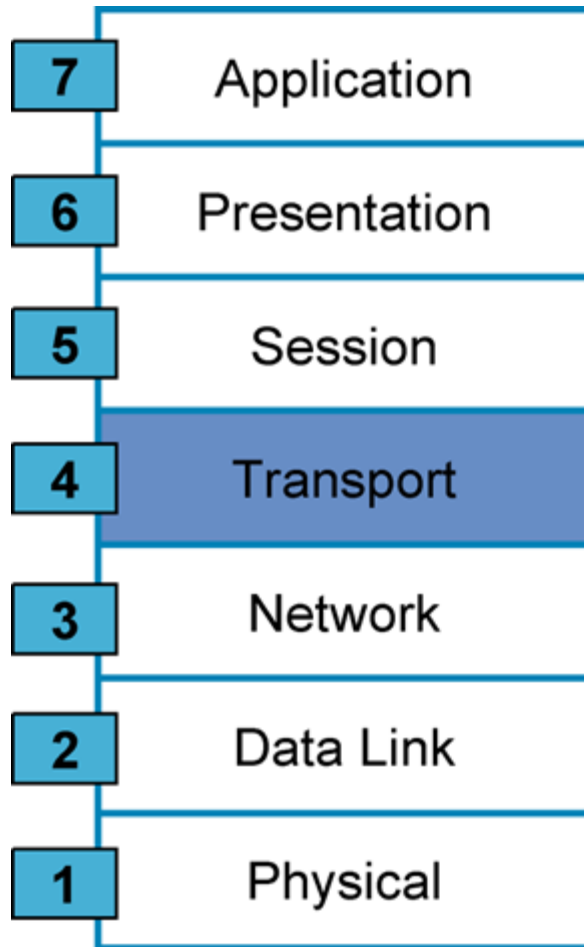 7 Application
6 Presentation
5 Session
4 Transport
3 Network
2 Data Link
1 Physical